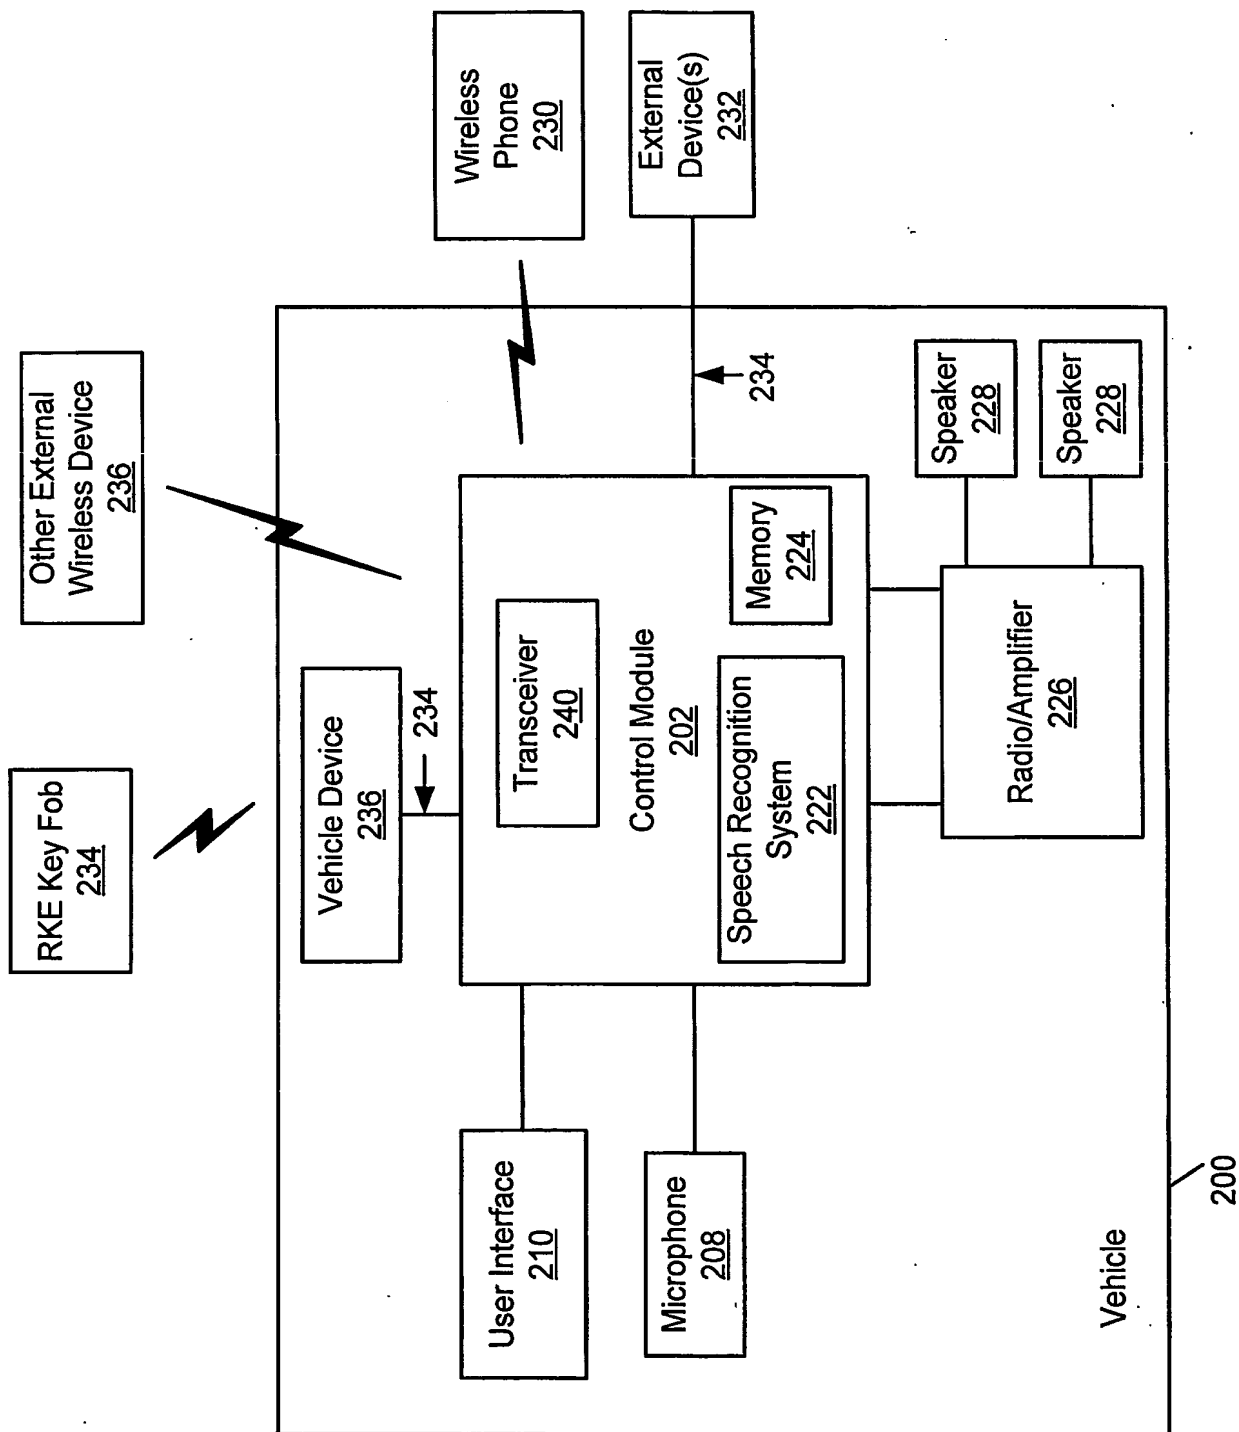 RKE Key Fob
234
Other External
Wireless Device
236
Wireless
Phone
230
External
Device(s)
232
Vehicle Device
236
234
User Interface
210
Transceiver
240
Control Module
202
Speech Recognition
System
222
Memory
224
234
Microphone
208
Radio/Amplifier
226
Speaker
228
Speaker
228
Vehicle
200